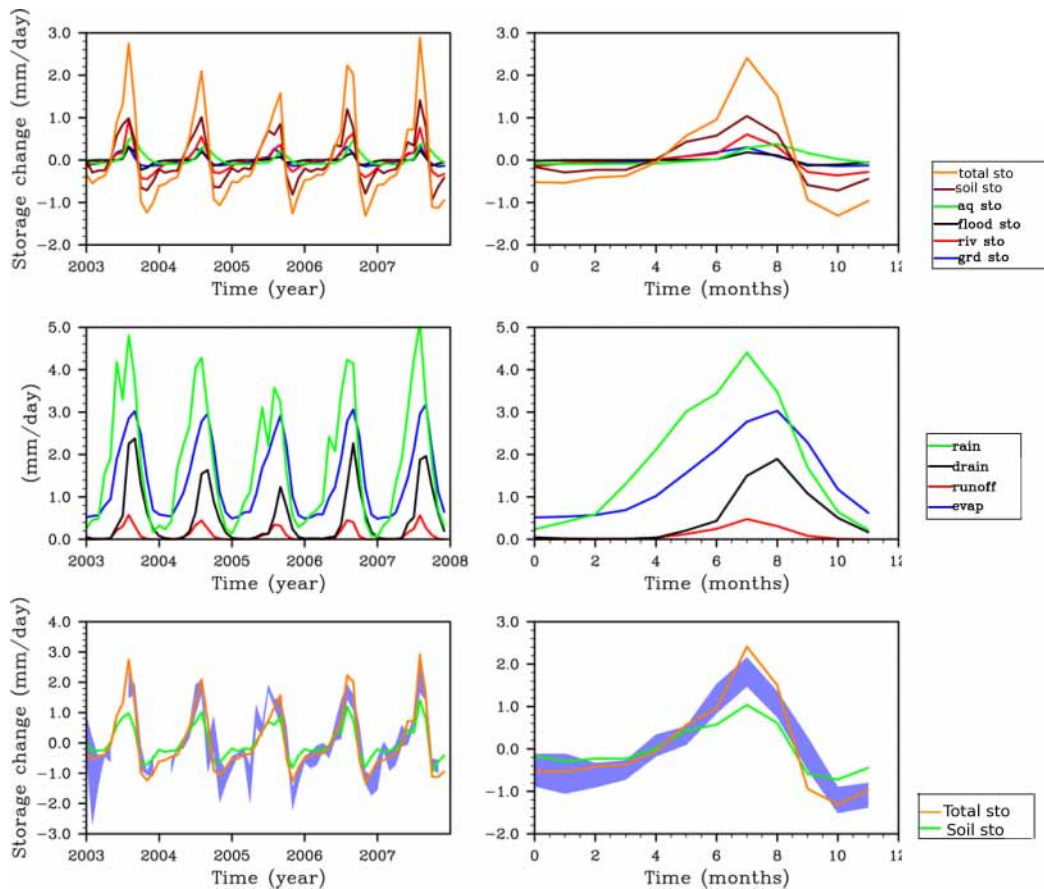 Storage change (mm/day)
3.0
2.0
1.0
0.0
−1.0
−2.0
2003 2004 2005 2006 2007
Time (year)
3.0
2.0
1.0
0.0
−1.0
−2.0
0 2 4 6 8 10 12
Time (months)
total sto
soil sto
aq sto
flood sto
riv sto
grd sto
(mm/day)
5.0
4.0
3.0
2.0
1.0
0.0
2003 2004 2005 2006 2007 2008
Time (year)
5.0
4.0
3.0
2.0
1.0
0.0
0 2 4 6 8 10 12
Time (months)
rain
drain
runoff
evap
Storage change (mm/day)
4.0
3.0
2.0
1.0
0.0
−1.0
−2.0
−3.0
2003 2004 2005 2006 2007
Time (year)
3.0
2.0
1.0
0.0
−1.0
−2.0
0 2 4 6 8 10 12
Time (months)
Total sto
Soil sto